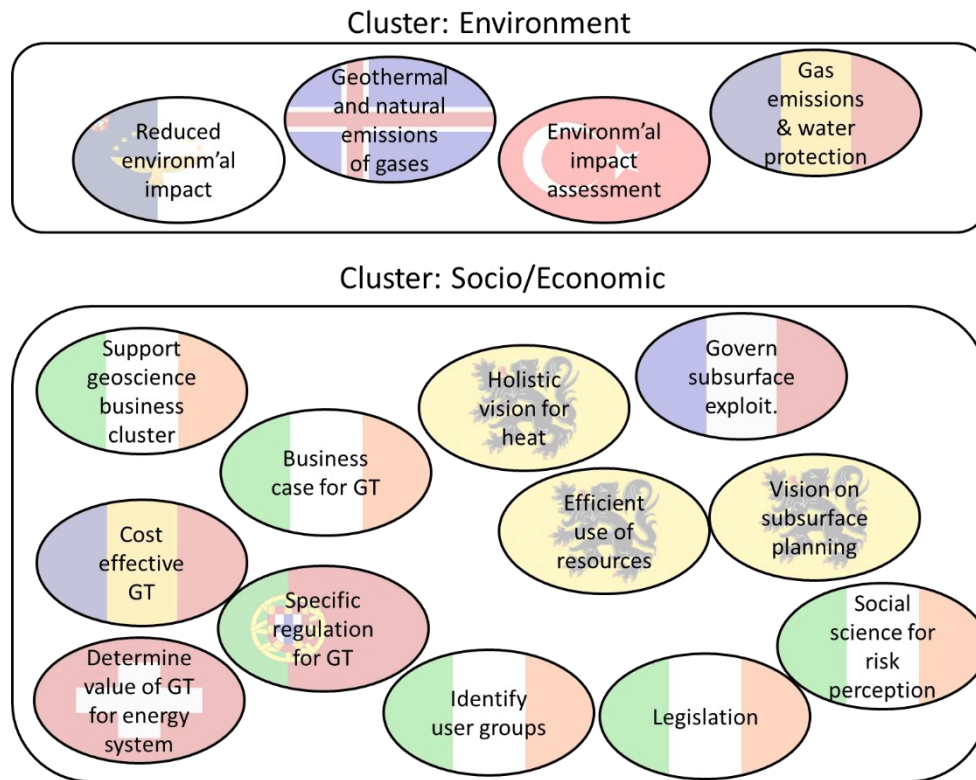 Cluster: Environment
Reduced
environm'al
impact
Geothermal
and natural
emissions
of gases
Environm'al
impact
assessment
Gas
emissions
& water
protection
Cluster: Socio/Economic
Support
geoscience
business
cluster
Business
case for GT
Holistic
vision for
heat
Govern
subsurface
exploit.
Efficient
use of
resources
Vision on
subsurface
planning
Cost
effective
GT
Specific
regulation
for GT
Social
science for
risk
perception
Determine
value of GT
for energy
system
Identify
user groups
Legislation